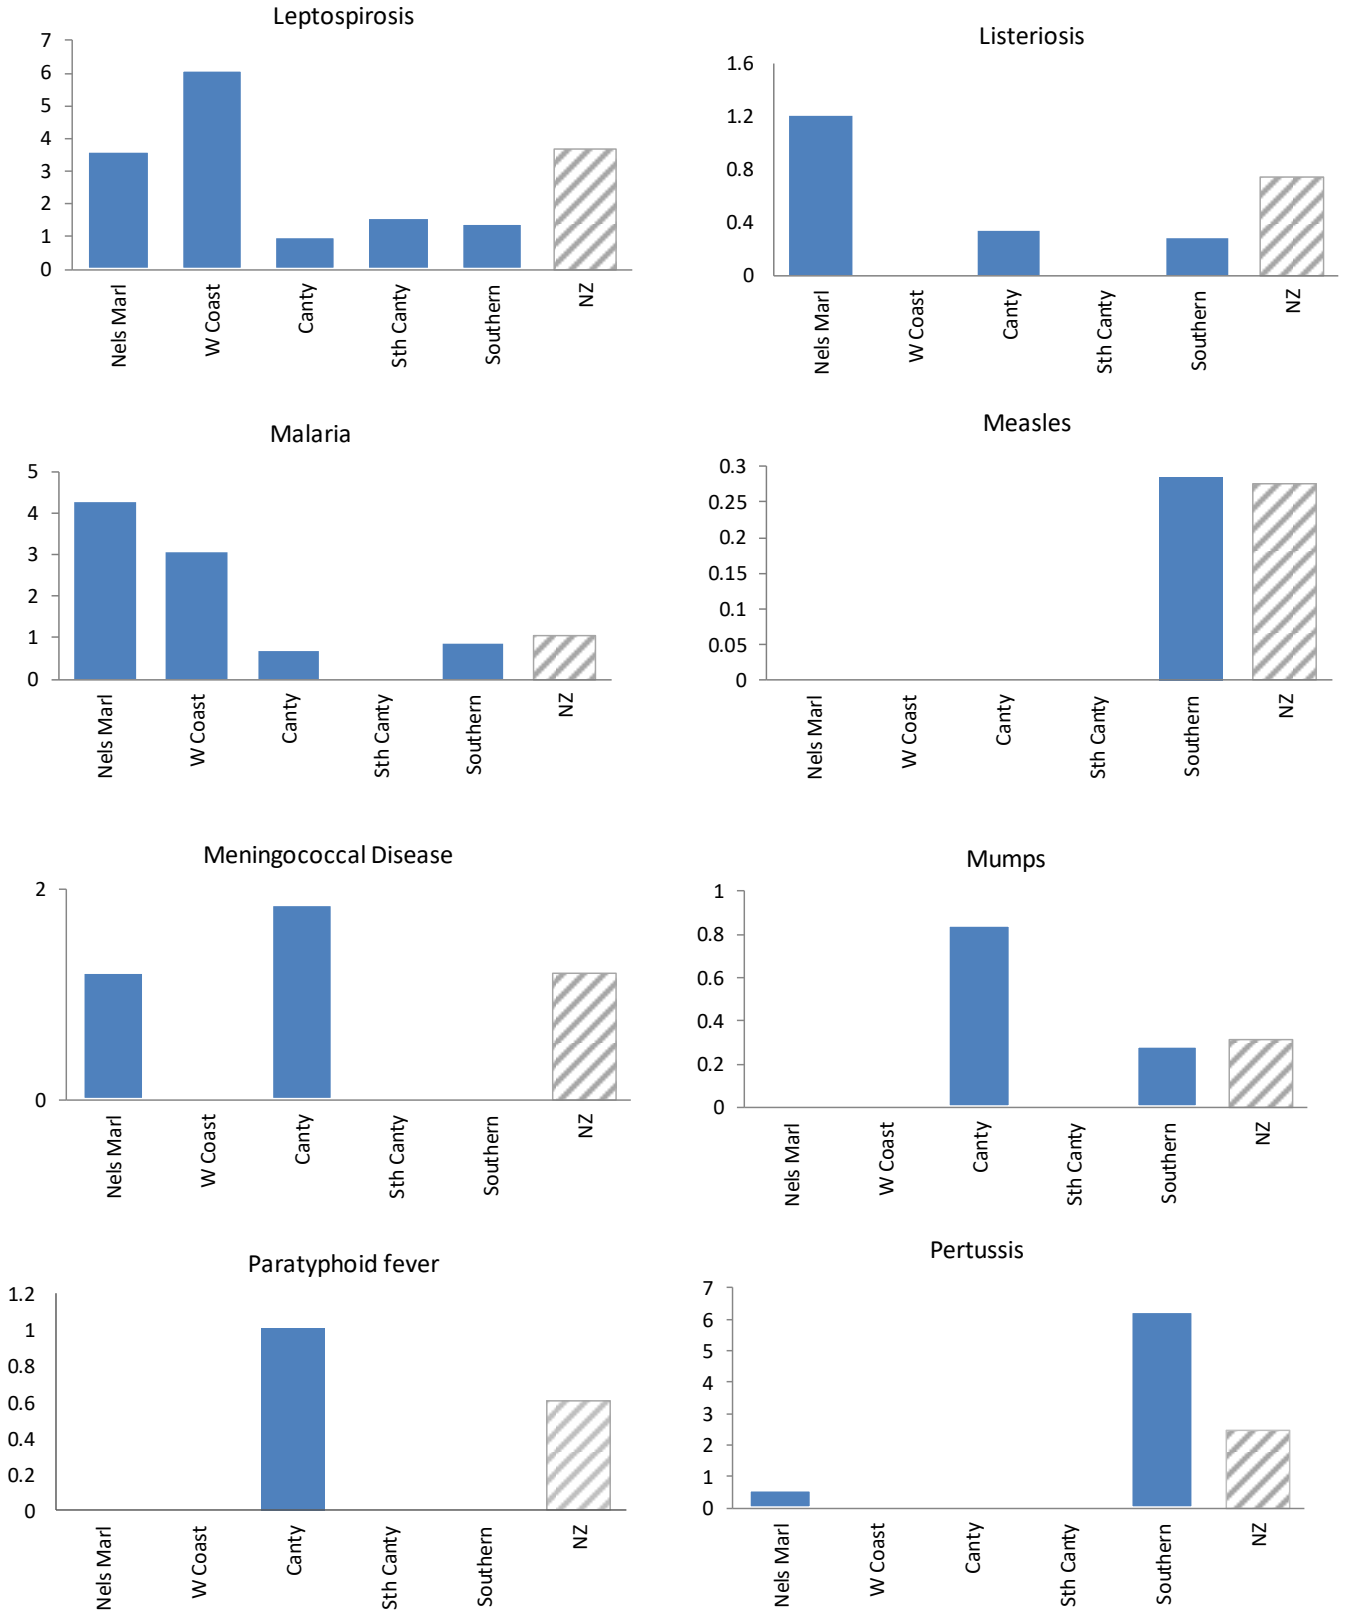 Leptospirosis
7
6
5
4
3
2
1
0
Nels Marl
W Coast
Canty
Sth Canty
Southern
NZ
Listeriosis
1.6
1.2
0.8
0.4
0
Nels Marl
W Coast
Canty
Sth Canty
Southern
NZ
Malaria
5
4
3
2
1
0
Nels Marl
W Coast
Canty
Sth Canty
Southern
NZ
Measles
0.3
0.25
0.2
0.15
0.1
0.05
0
Nels Marl
W Coast
Canty
Sth Canty
Southern
NZ
Meningococcal Disease
2
0
Nels Marl
W Coast
Canty
Sth Canty
Southern
NZ
Mumps
1
0.8
0.6
0.4
0.2
0
Nels Marl
W Coast
Canty
Sth Canty
Southern
NZ
Paratyphoid fever
1.2
1
0.8
0.6
0.4
0.2
0
Nels Marl
W Coast
Canty
Sth Canty
Southern
NZ
Pertussis
7
6
5
4
3
2
1
0
Nels Marl
W Coast
Canty
Sth Canty
Southern
NZ